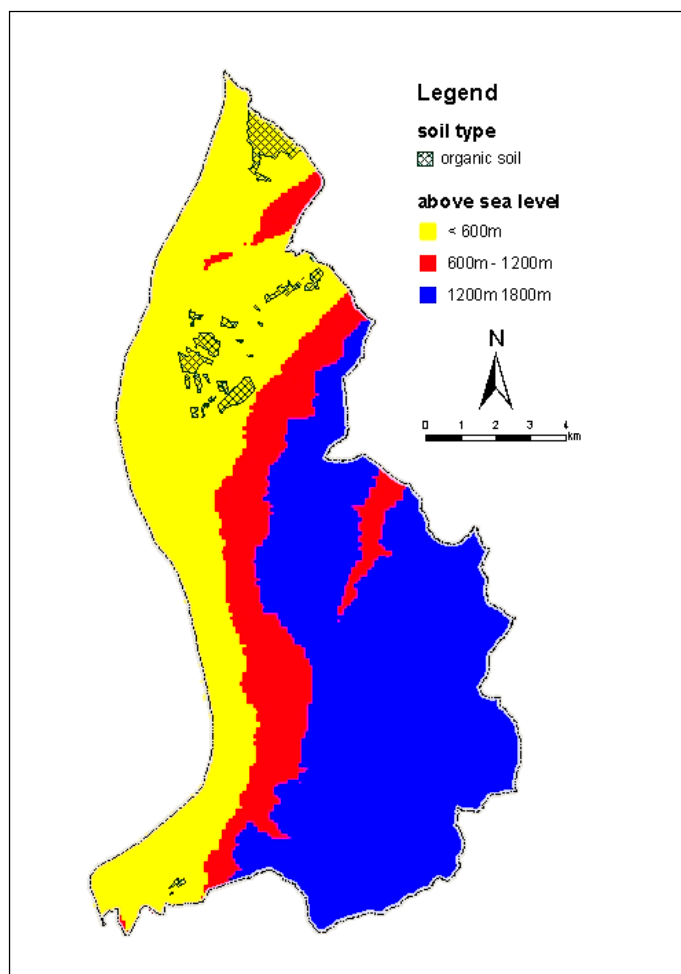 Legend
soil type
organic soil
above sea level
< 600m
600m - 1200m
1200m 1800m
N
0 1 2 3 4
km